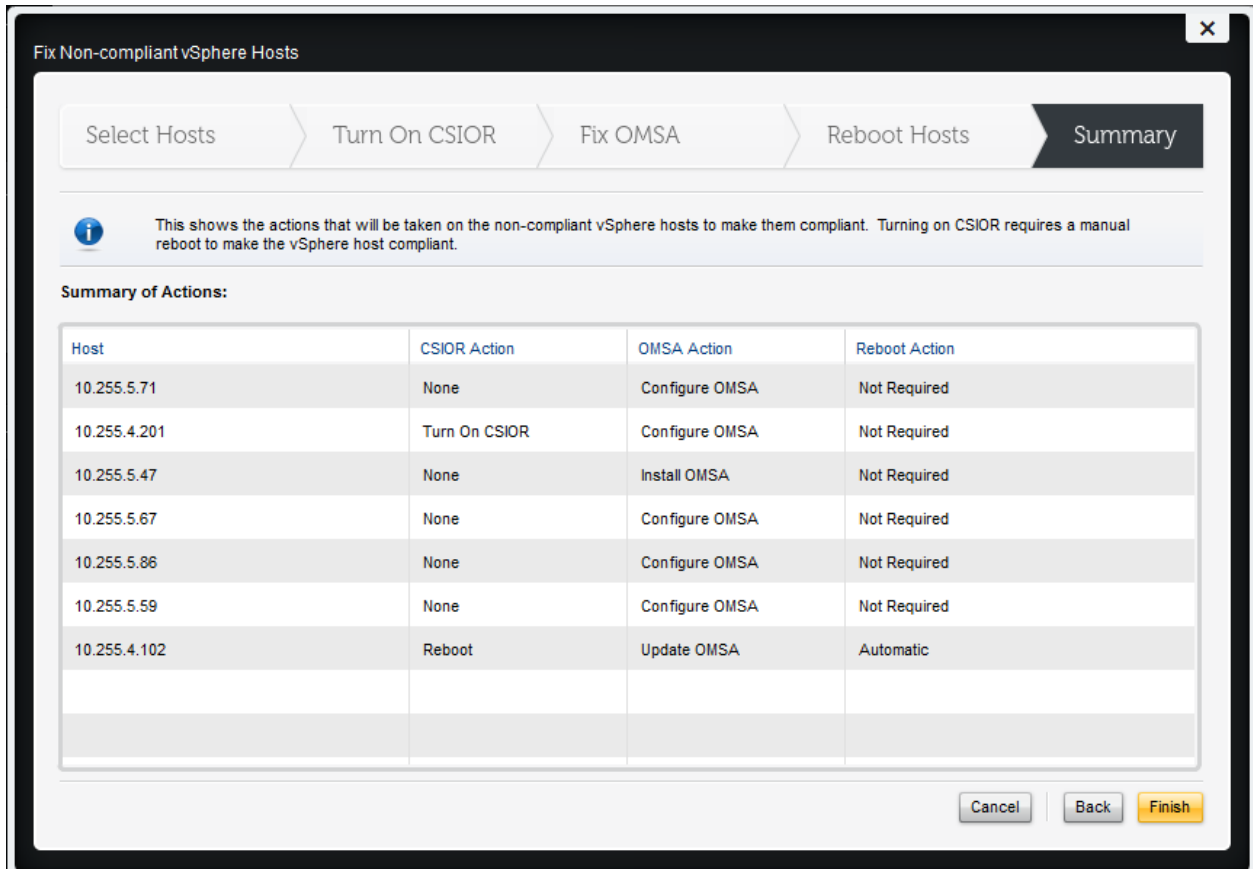 Fix Non-compliant vSphere Hosts
Select Hosts Turn On CSIOR Fix OMSA Reboot Hosts Summary
This shows the actions that will be taken on the non-compliant vSphere hosts to make them compliant. Turning on CSIOR requires a manual
reboot to make the vSphere host compliant.
Summary of Actions:
Host CSIOR Action OMSA Action Reboot Action
10.255.5.71 None Configure OMSA Not Required
10.255.4.201 Turn On CSIOR Configure OMSA Not Required
10.255.5.47 None Install OMSA Not Required
10.255.5.67 None Configure OMSA Not Required
10.255.5.86 None Configure OMSA Not Required
10.255.5.59 None Configure OMSA Not Required
10.255.4.102 Reboot Update OMSA Automatic
Cancel Back Finish